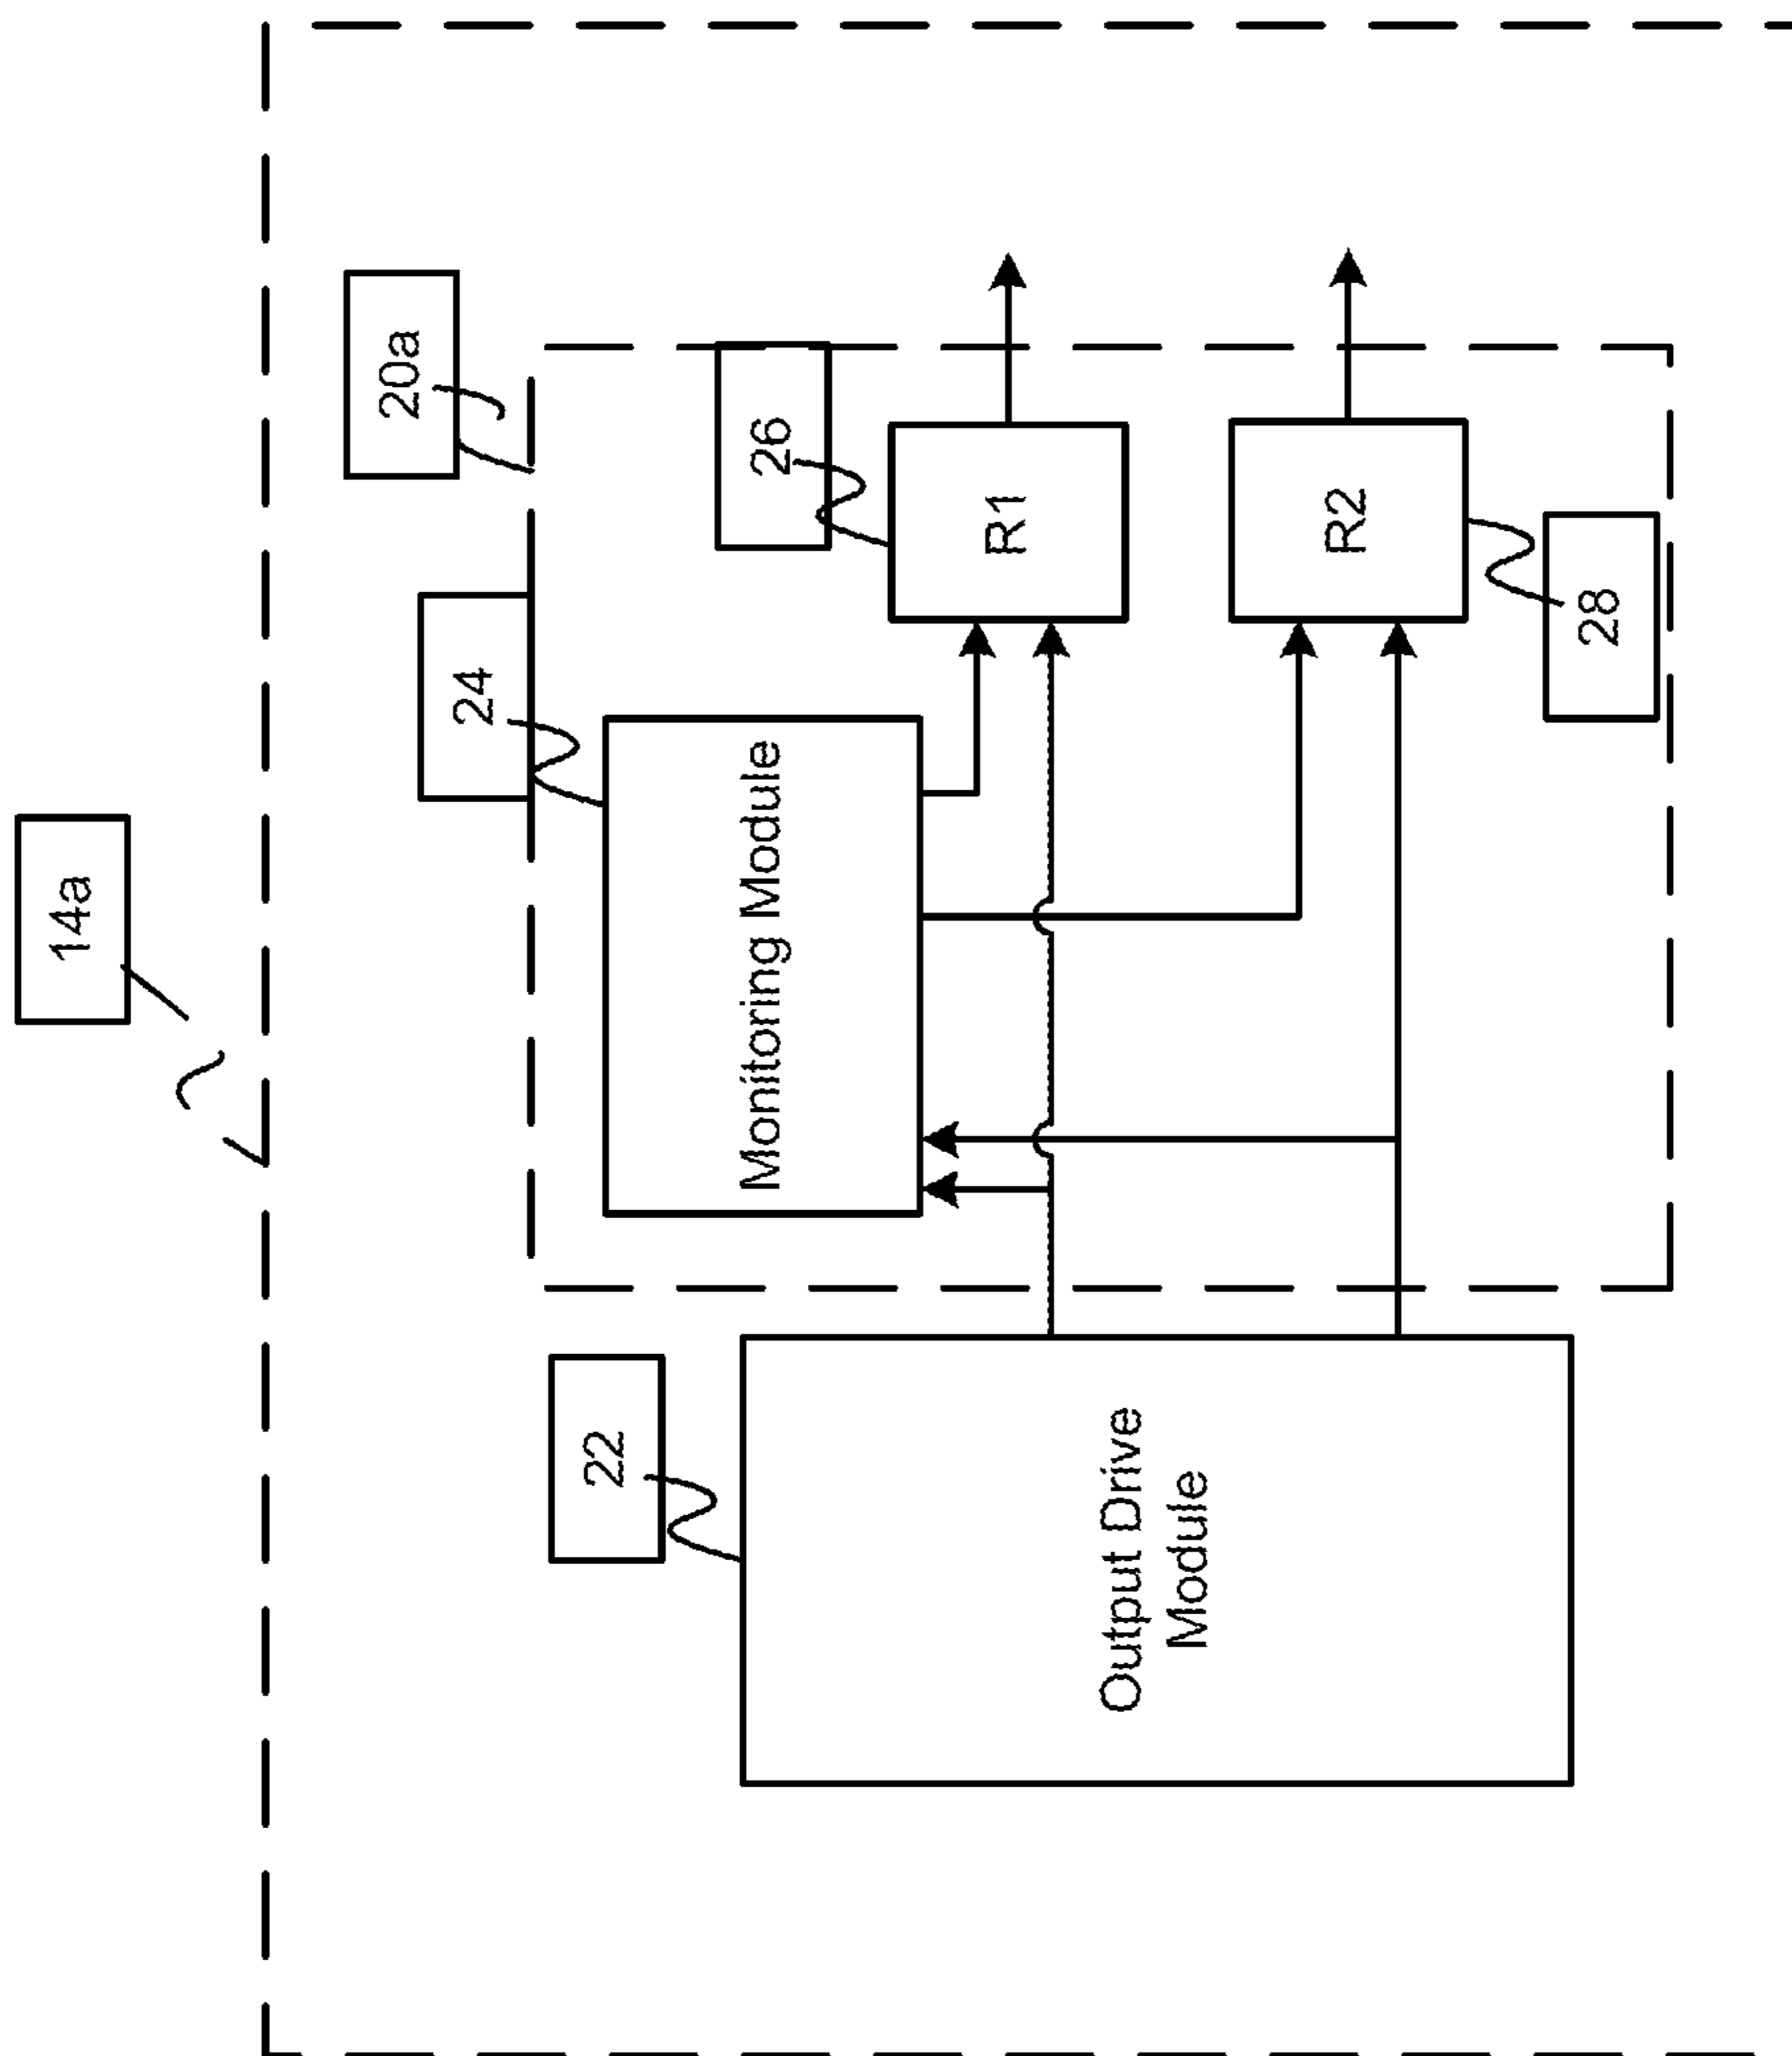 14a
20a
22
24
26
28
Output Drive
Module
Monitoring Module
R1
R2